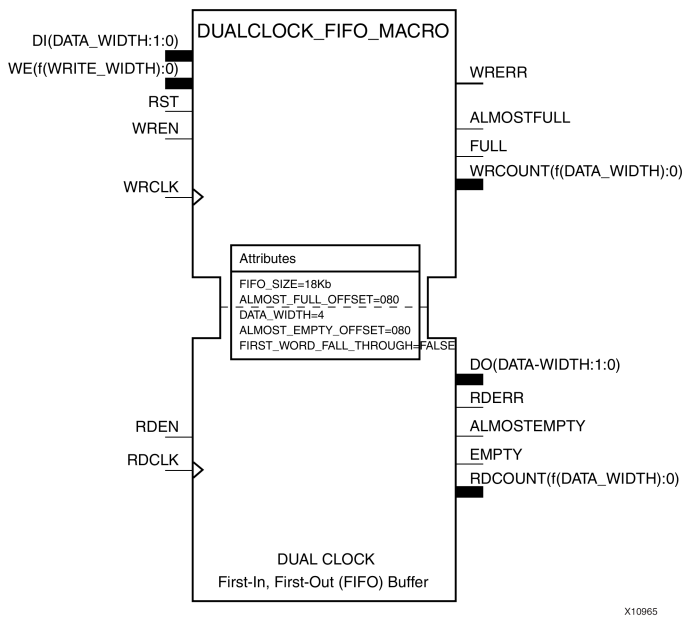 DUALCLOCK_FIFO_MACRO
DI(DATA_WIDTH:1:0)
WE(f(WRITE_WIDTH):0)
RST
WREN
WRCLK
WRERR
ALMOSTFULL
FULL
WRCOUNT(f(DATA_WIDTH):0)
Attributes
FIFO_SIZE=18Kb
ALMOST_FULL_OFFSET=080
DATA_WIDTH=4
ALMOST_EMPTY_OFFSET=080
FIRST_WORD_FALL_THROUGH=FALSE
RDEN
RDCLK
DO(DATA-WIDTH:1:0)
RDERR
ALMOSTEMPTY
EMPTY
RDCOUNT(f(DATA_WIDTH):0)
DUAL CLOCK
First-In, First-Out (FIFO) Buffer
X10965